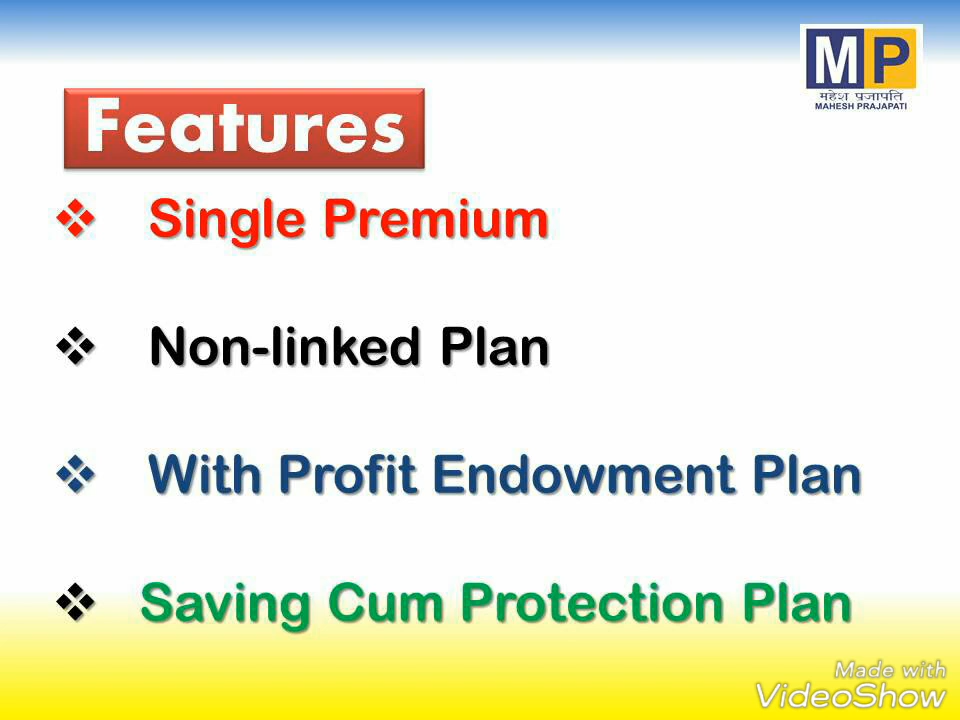 MP
महेश प्रजापति
MAHESH PRAJAPATI
Features
❖ Single Premium
❖ Non-linked Plan
❖ With Profit Endowment Plan
❖ Saving Cum Protection Plan
Made with
VideoShow